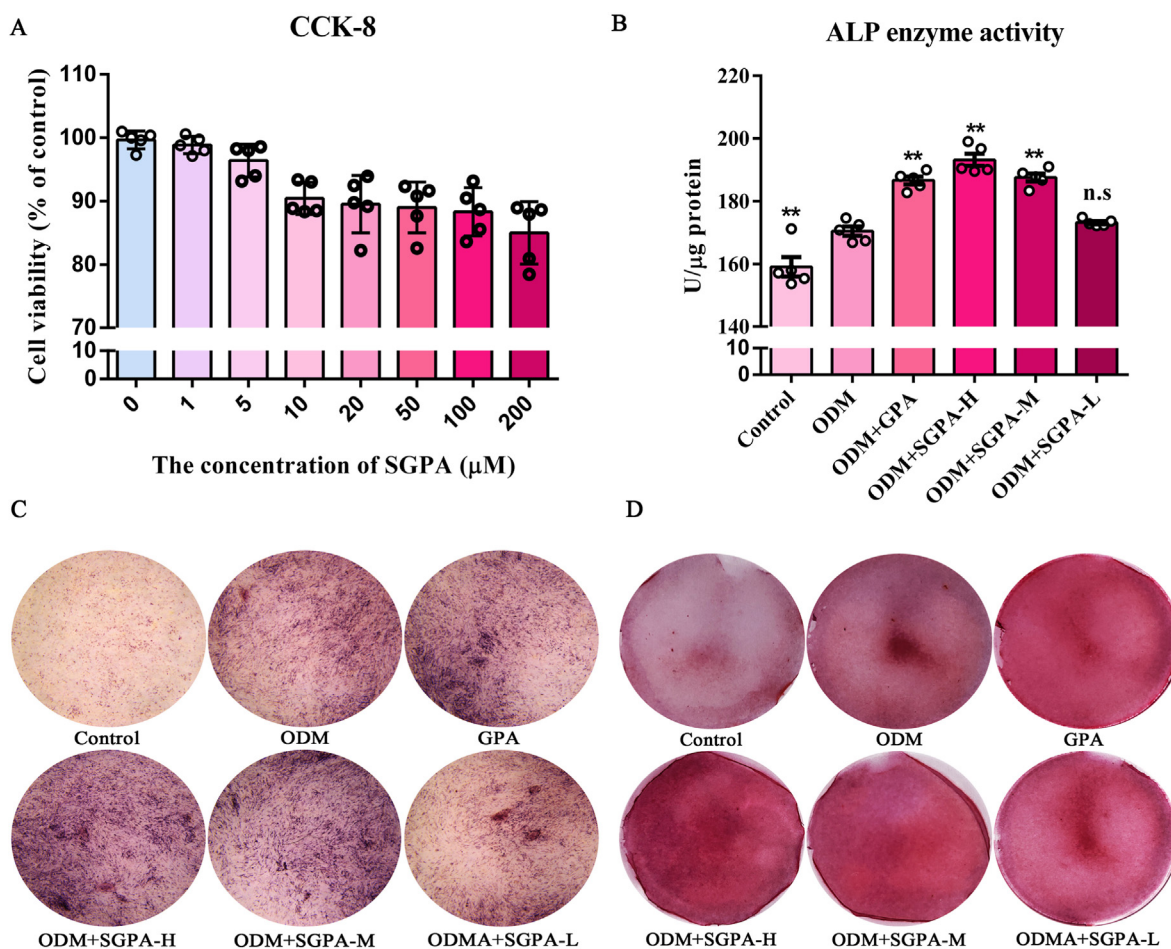 A
CCK-8
Cell viability (% of control)
110
100
90
80
70
10
0
0
1
5
10
20
50
100
200
The concentration of SGPA (μM)
B
ALP enzyme activity
U/μg protein
220
200
180
160
140
10
0
**
**
**
**
n.s
Control
ODM
ODM+GPA
ODM+SGPA-H
ODM+SGPA-M
ODM+SGPA-L
C
Control
ODM
GPA
ODM+SGPA-H
ODM+SGPA-M
ODMA+SGPA-L
D
Control
ODM
GPA
ODM+SGPA-H
ODM+SGPA-M
ODMA+SGPA-L